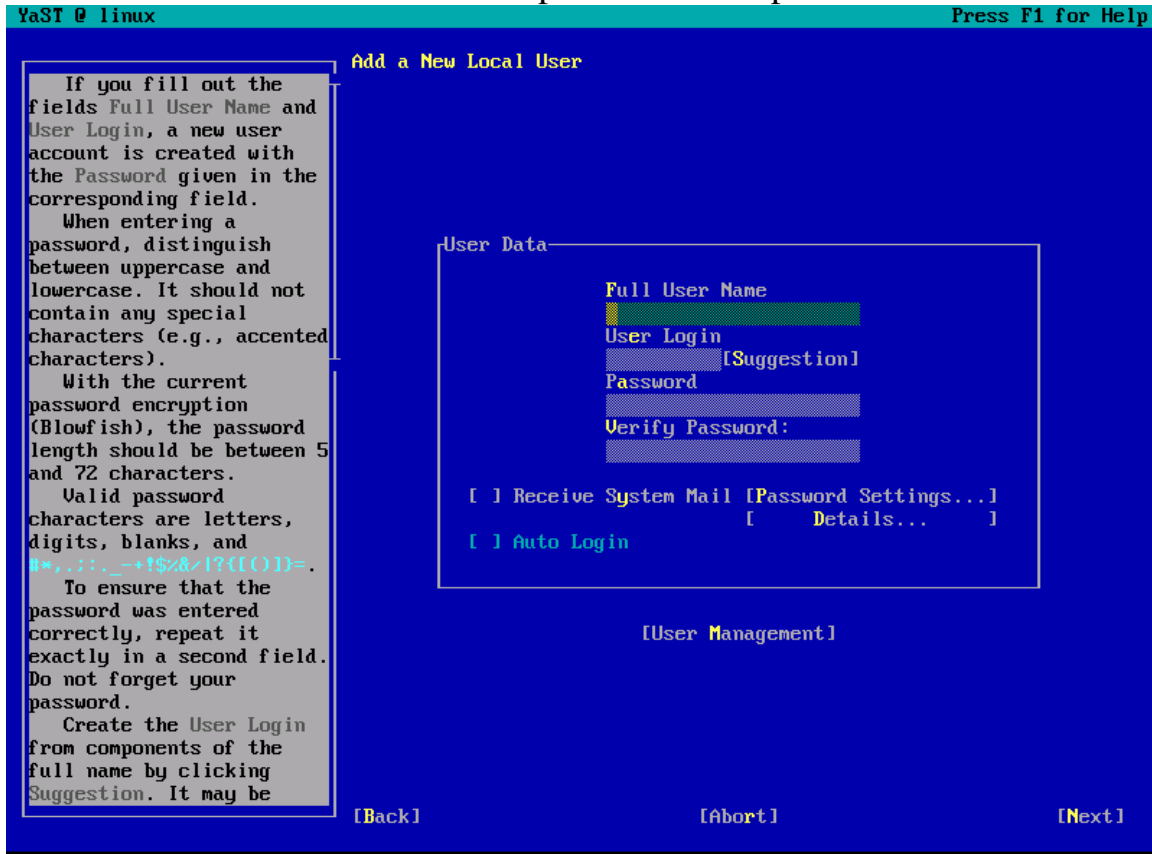 YaST @ linux Press F1 for Help
Add a New Local User
If you fill out the
fields Full User Name and
User Login, a new user
account is created with
the Password given in the
corresponding field.
When entering a
password, distinguish
between uppercase and
lowercase. It should not
contain any special
characters (e.g., accented
characters).
With the current
password encryption
(Blowfish), the password
length should be between 5
and 72 characters.
Valid password
characters are letters,
digits, blanks, and
#*,.;:._-+!$%&/|?{[()]}=.
To ensure that the
password was entered
correctly, repeat it
exactly in a second field.
Do not forget your
password.
Create the User Login
from components of the
full name by clicking
Suggestion. It may be
User Data
Full User Name
User Login
[Suggestion]
Password
Verify Password:
[ ] Receive System Mail [Password Settings...]
[ Details... ]
[ ] Auto Login
[User Management]
[Back] [Abort] [Next]